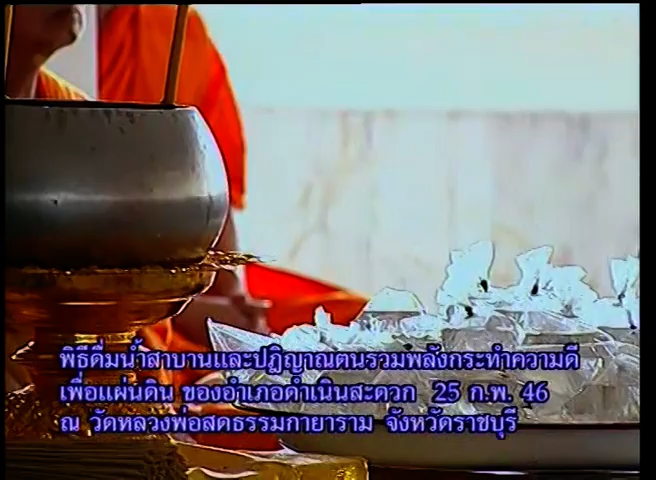 พิธีดื่มน้ำสาบานและปฏิญาณตนรวมพลังกระทำความดี
เพื่อแผ่นดิน ของอำเภอดำเนินสะดวก 25 ก.พ. 46
ณ วัดหลวงพ่อสดธรรมกายาราม จังหวัดราชบุรี